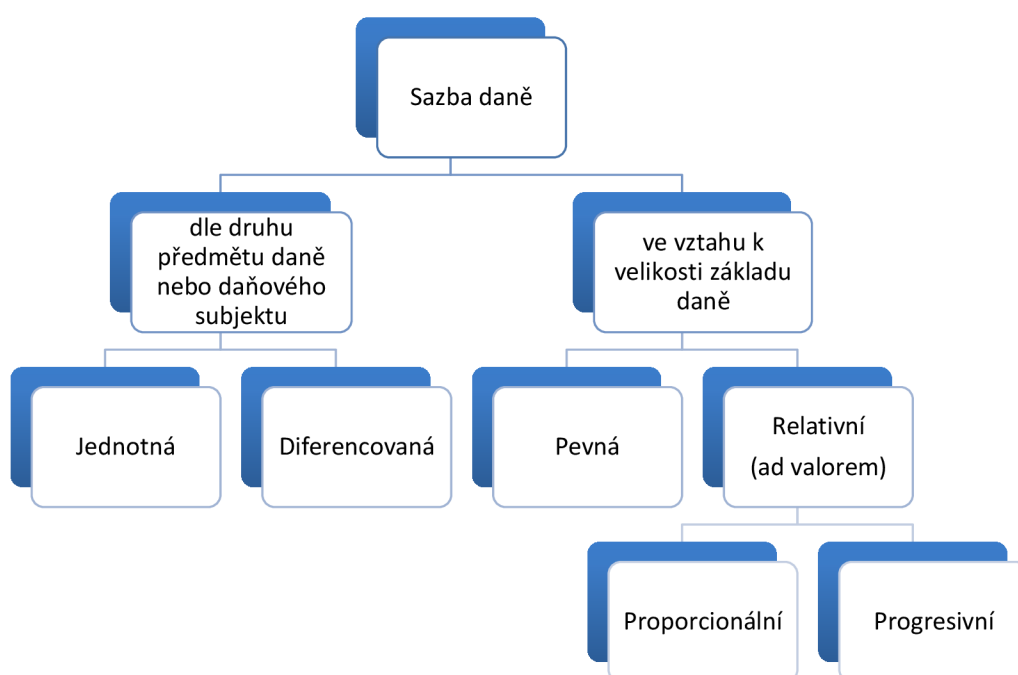 Sazba daně
dle druhu
předmětu daně
nebo daňového
subjektu
ve vztahu k
velikosti základu
daně
Jednotná
Diferencovaná
Pevná
Relativní
(ad valorem)
Proporcionální
Progresivní